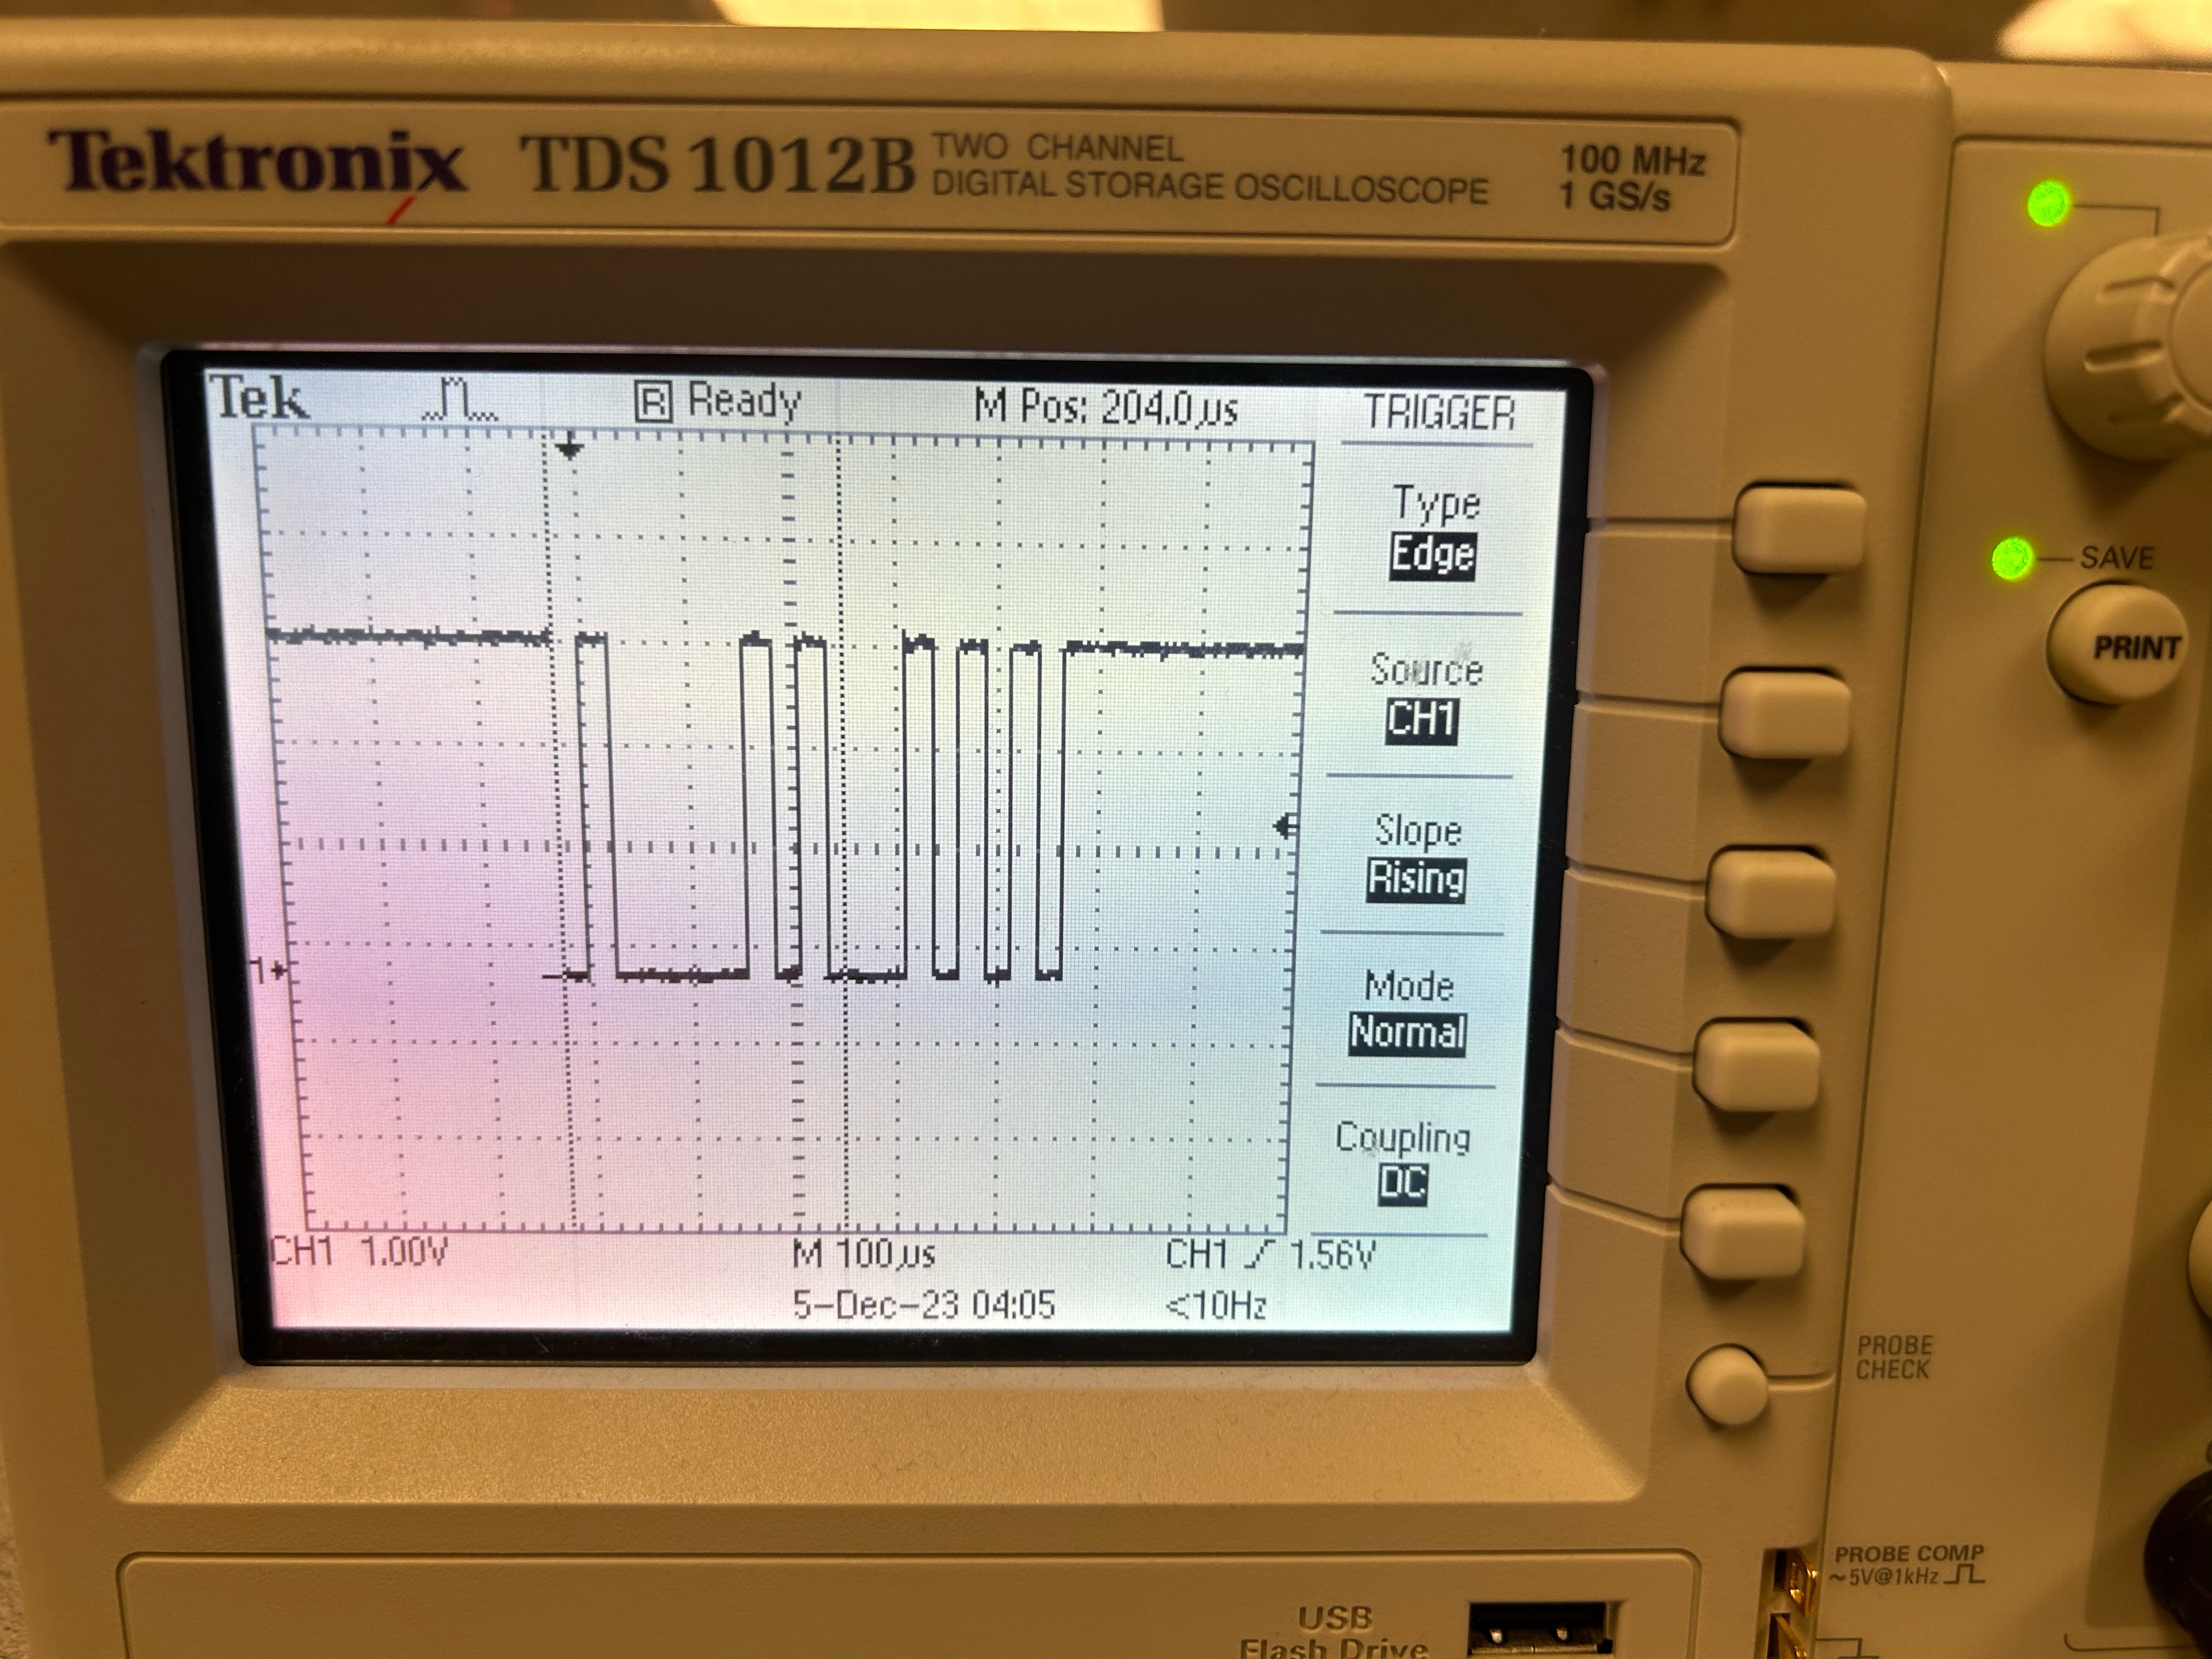 Tektronix TDS 1012B TWO CHANNEL DIGITAL STORAGE OSCILLOSCOPE 100 MHz 1 GS/s
Tek R Ready M Pos: 204.0µs TRIGGER
Type
Edge
Source
CH1
Slope
Rising
Mode
Normal
Coupling
DC
1
CH1 1.00V M 100µs CH1 1.56V
5-Dec-23 04:05 <10Hz
SAVE
PRINT
PROBE
CHECK
PROBE COMP
~5V@1kHz
USB
Flash Drive